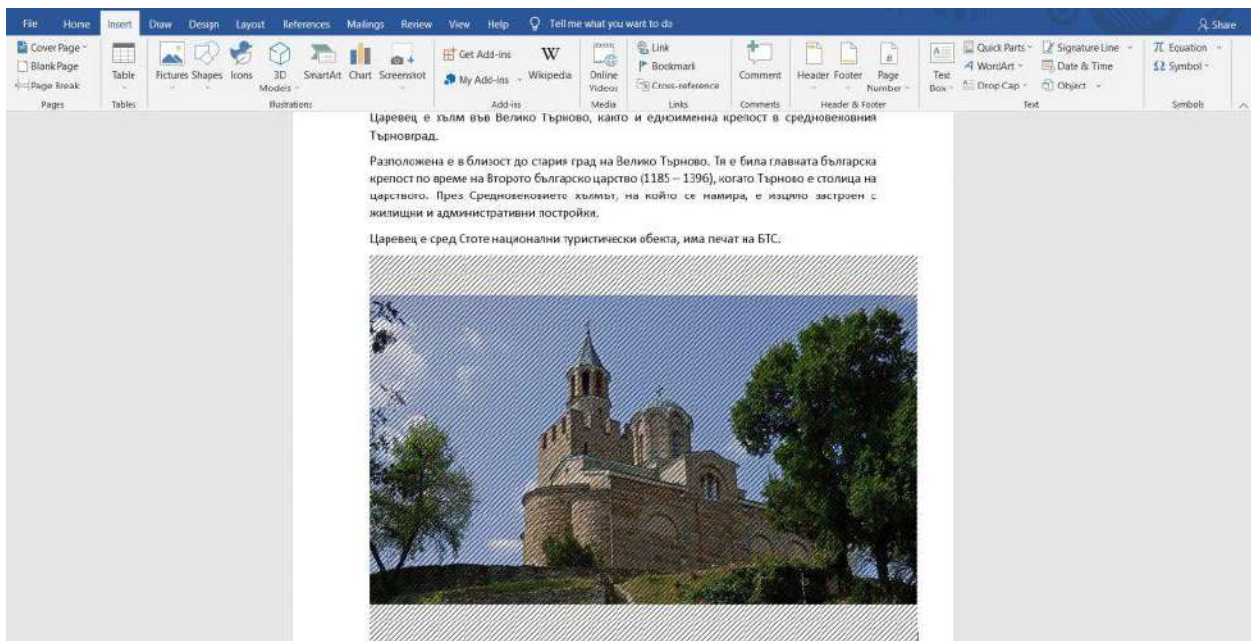 File Home Insert Draw Design Layout References Mailings Review View Help Tell me what you want to do Share
Cover Page
Blank Page
Page Break
Table
Pictures Shapes Icons 3D Models SmartArt Chart Screenshot
Get Add-ins
My Add-ins
Wikipedia
Online Videos
Link
Bookmark
Cross-reference
Comment
Header Footer Page Number
Text Box
Quick Parts
WordArt
Drop Cap
Signature Line
Date & Time
Object
Equation
Symbol
Pages Tables Illustrations Add-ins Media Links Comments Header & Footer Text Symbols
Царевец е хълм във Велико Търново, както и едноименна крепост в средновековния
Търновград.
Разположена е в близост до стария град на Велико Търново. Тя е била главната българска
крепост по време на Второто българско царство (1185 – 1396), когато Търново е столица на
царството. През Средновековието хълмът, на който се намира, е изцяло застроен с
жилищни и административни постройки.
Царевец е сред Стоте национални туристически обекта, има печат на БТС.